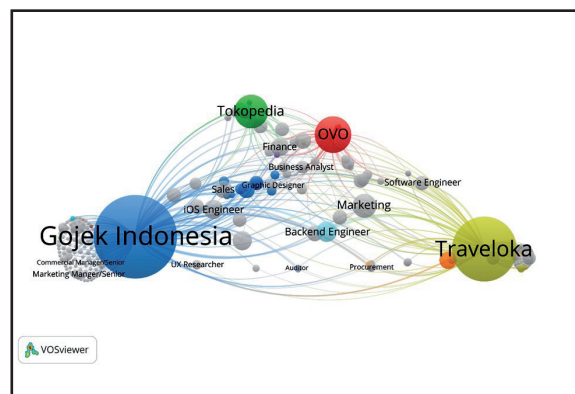 Tokopedia
OVO
Finance
Business Analyst
Sales
Graphic Designer
Software Engineer
iOS Engineer
Marketing
Gojek Indonesia
Backend Engineer
Traveloka
Commercial Manager/Senior
UX Researcher
Auditor
Procurement
Marketing Manger/Senior
VOSviewer